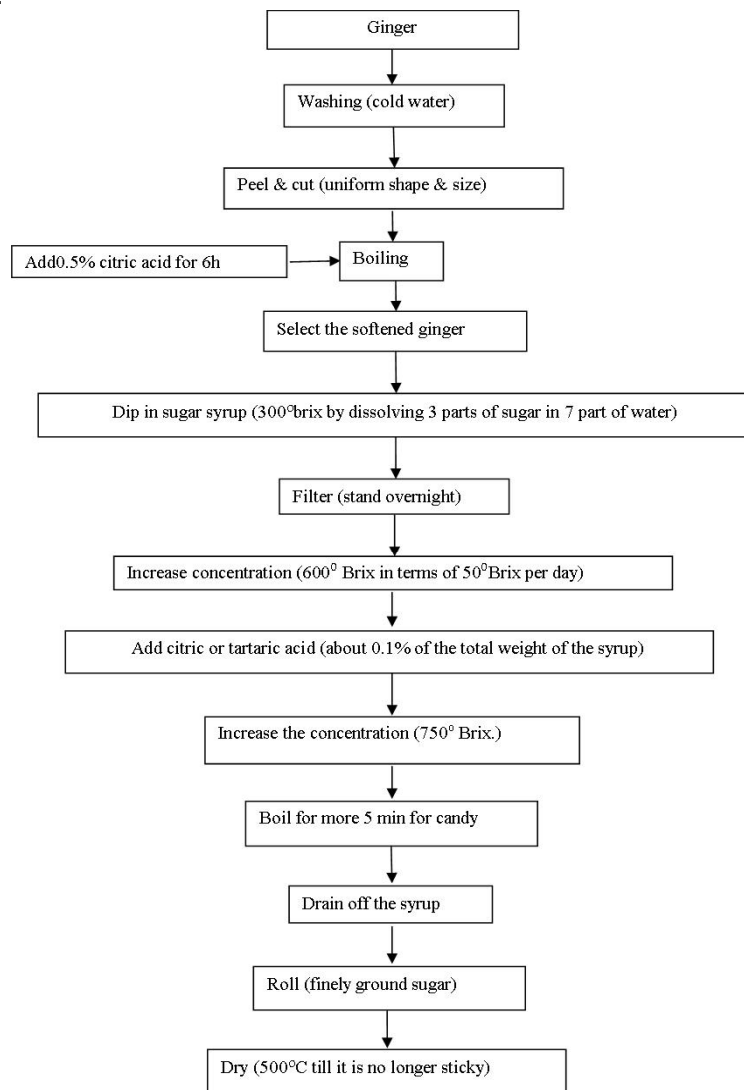 Ginger
Washing (cold water)
Peel & cut (uniform shape & size)
Add0.5% citric acid for 6h
Boiling
Select the softened ginger
Dip in sugar syrup (300°brix by dissolving 3 parts of sugar in 7 part of water)
Filter (stand overnight)
Increase concentration (600⁰ Brix in terms of 50⁰Brix per day)
Add citric or tartaric acid (about 0.1% of the total weight of the syrup)
Increase the concentration (750° Brix.)
Boil for more 5 min for candy
Drain off the syrup
Roll (finely ground sugar)
Dry (500°C till it is no longer sticky)